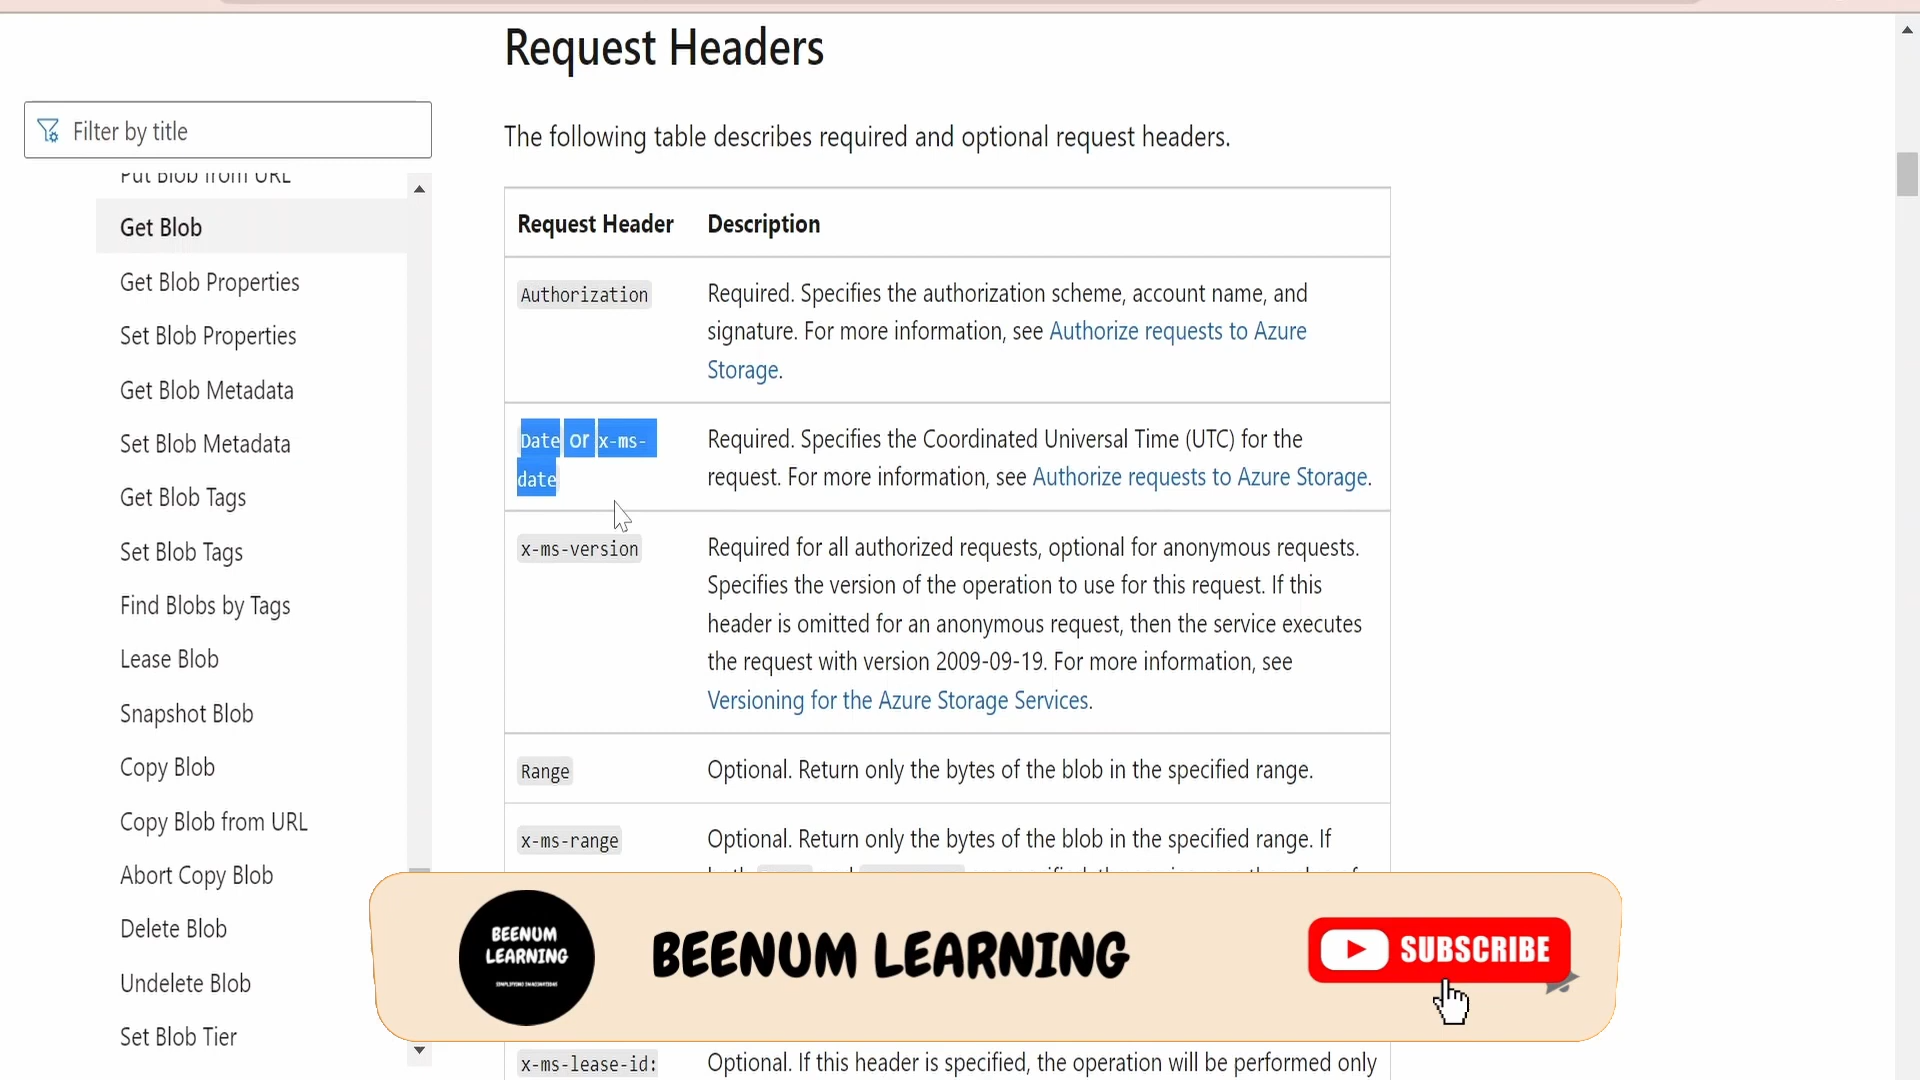 Request Headers
Filter by title
The following table describes required and optional request headers.
Put Blob from URL
Get Blob
Get Blob Properties
Set Blob Properties
Get Blob Metadata
Set Blob Metadata
Get Blob Tags
Set Blob Tags
Find Blobs by Tags
Lease Blob
Snapshot Blob
Copy Blob
Copy Blob from URL
Abort Copy Blob
Delete Blob
Undelete Blob
Set Blob Tier
Request Header Description
Authorization Required. Specifies the authorization scheme, account name, and
signature. For more information, see Authorize requests to Azure
Storage.
Date or x-ms- Required. Specifies the Coordinated Universal Time (UTC) for the
date request. For more information, see Authorize requests to Azure Storage.
x-ms-version Required for all authorized requests, optional for anonymous requests.
Specifies the version of the operation to use for this request. If this
header is omitted for an anonymous request, then the service executes
the request with version 2009-09-19. For more information, see
Versioning for the Azure Storage Services.
Range Optional. Return only the bytes of the blob in the specified range.
x-ms-range Optional. Return only the bytes of the blob in the specified range. If
BEENUM
LEARNING
BEENUM LEARNING
SUBSCRIBE
x-ms-lease-id: Optional. If this header is specified, the operation will be performed only